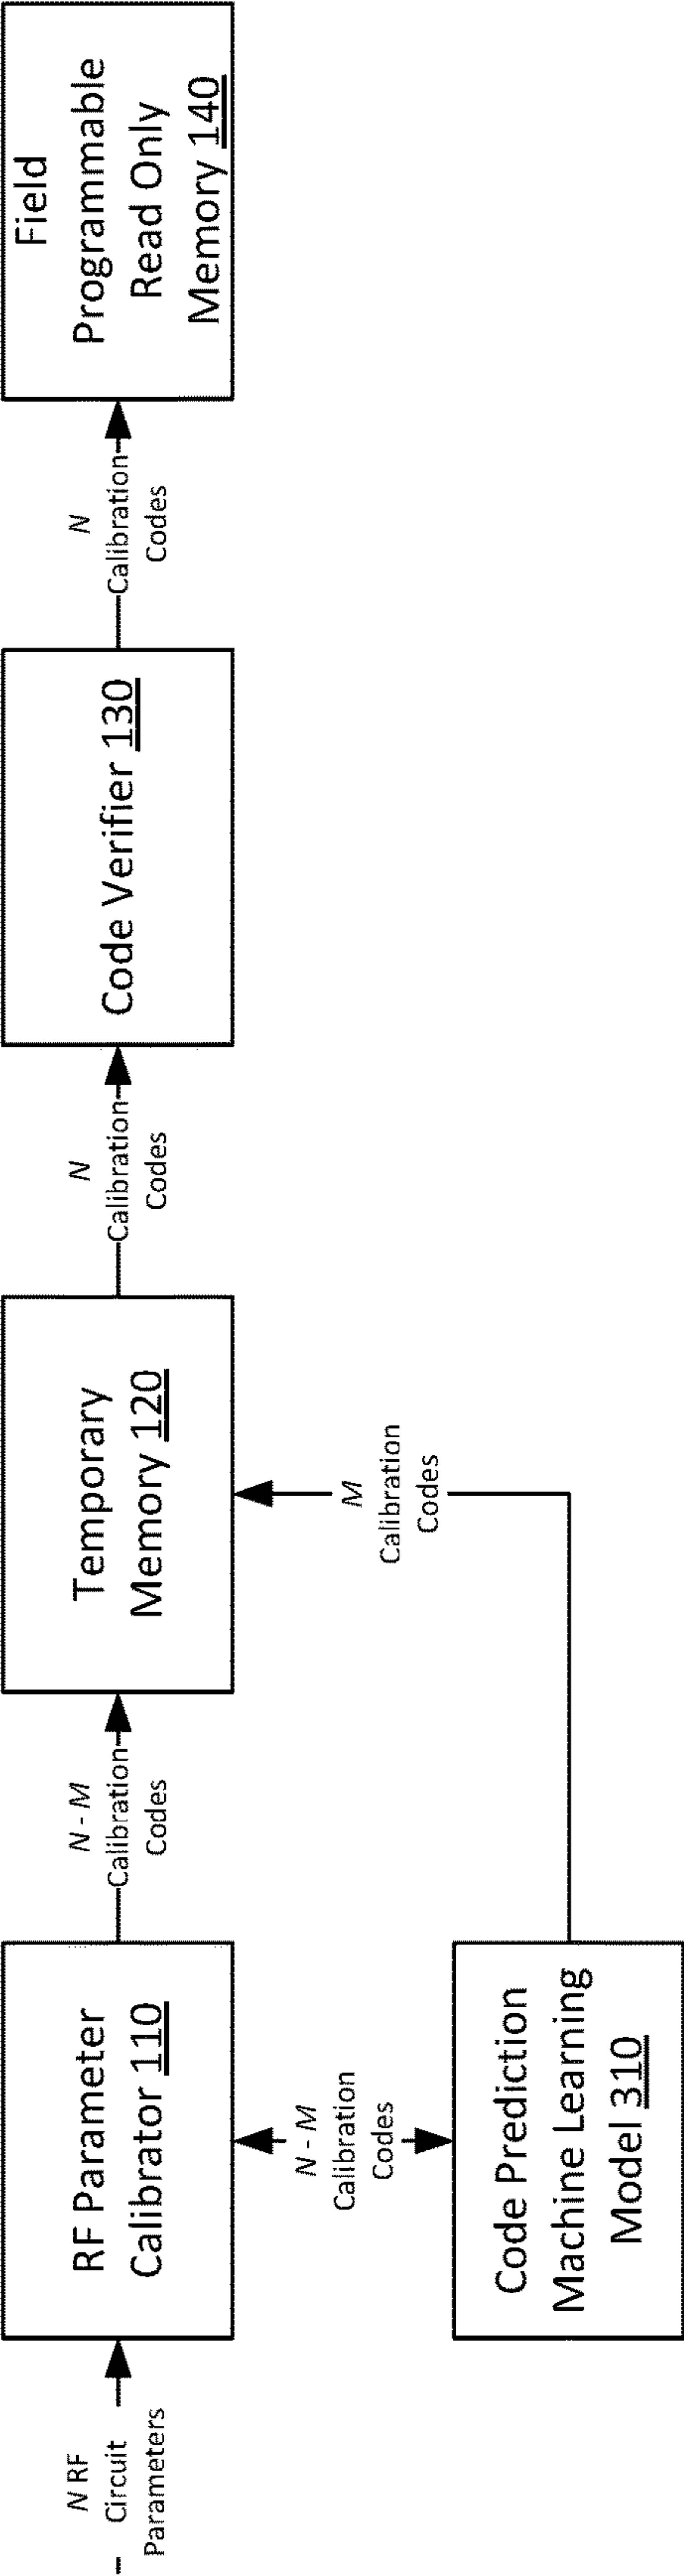 N RF
Circuit
Parameters
RF Parameter
Calibrator 110
N - M
Calibration
Codes
Temporary
Memory 120
N
Calibration
Codes
Code Verifier 130
N
Calibration
Codes
Field
Programmable
Read Only
Memory 140
N - M
Calibration
Codes
M
Calibration
Codes
Code Prediction
Machine Learning
Model 310